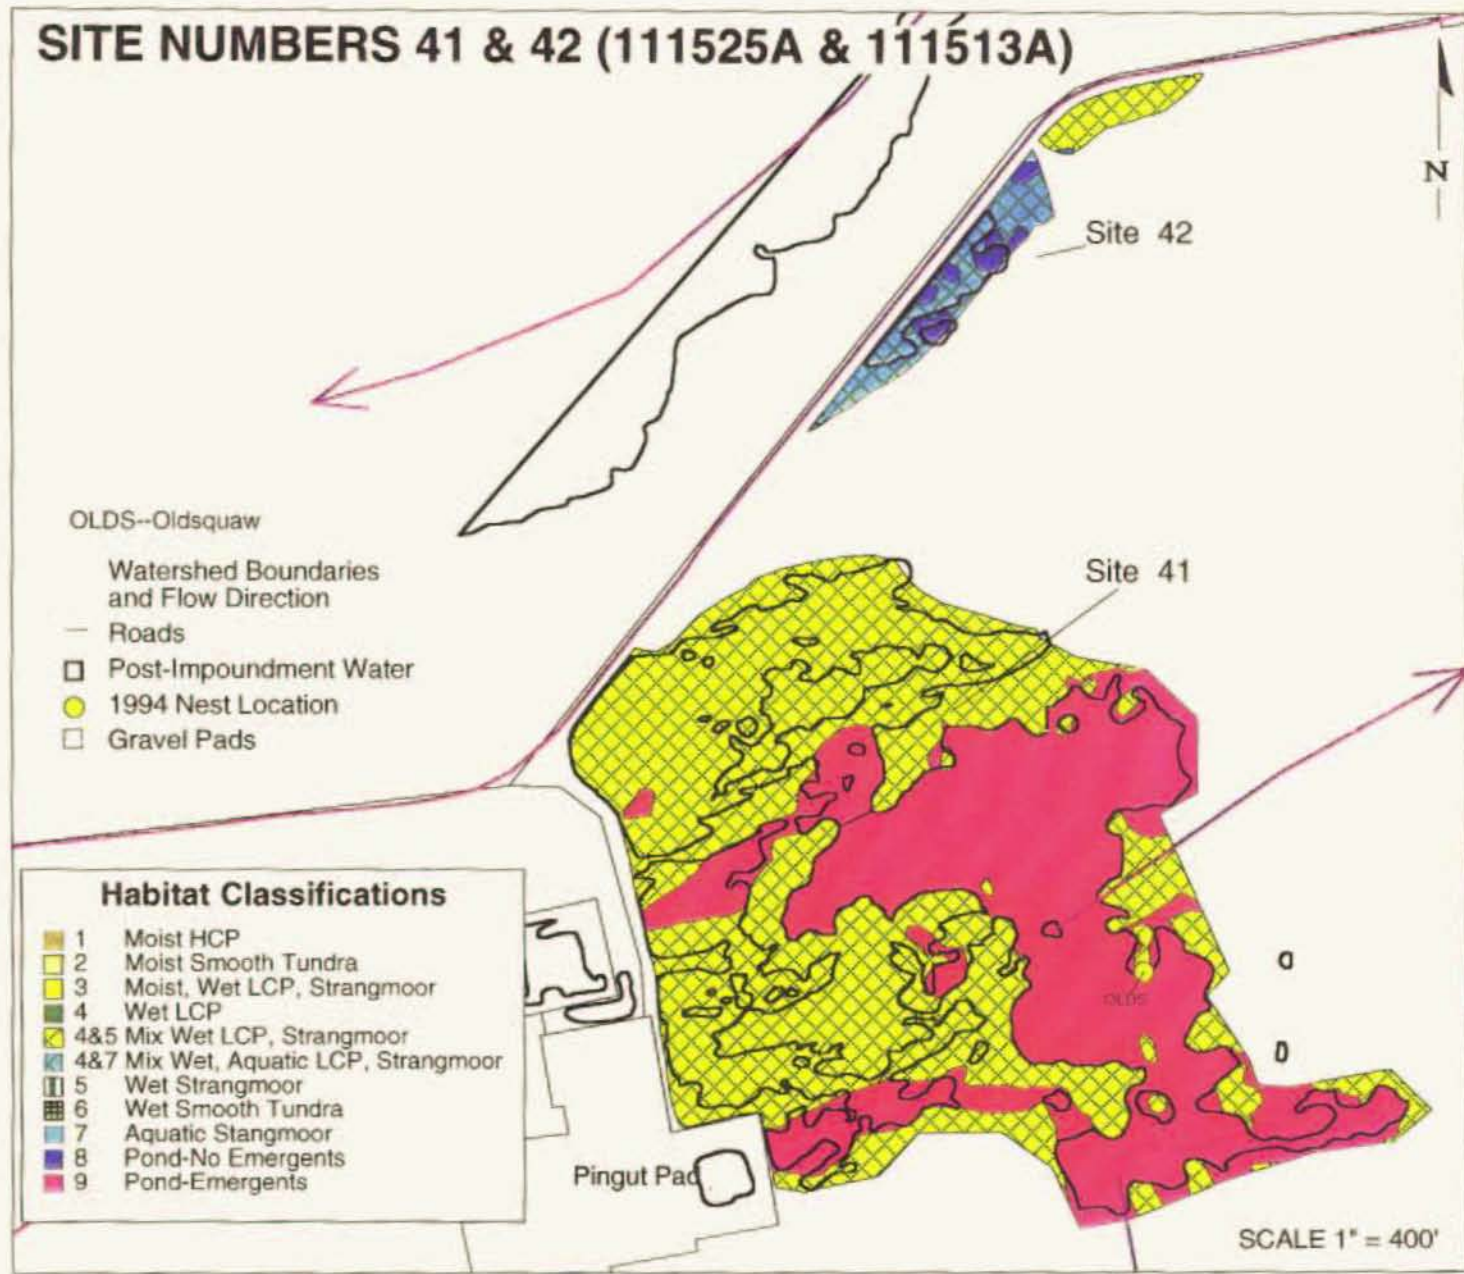 SITE NUMBERS 41 & 42 (111525A & 111513A)
N
Site 42
OLDS--Oldsquaw
Watershed Boundaries
and Flow Direction
Roads
Post-Impoundment Water
1994 Nest Location
Gravel Pads
Site 41
Habitat Classifications
1 Moist HCP
2 Moist Smooth Tundra
3 Moist, Wet LCP, Strangmoor
4 Wet LCP
4&5 Mix Wet LCP, Strangmoor
4&7 Mix Wet, Aquatic LCP, Strangmoor
5 Wet Strangmoor
6 Wet Smooth Tundra
7 Aquatic Stangmoor
8 Pond-No Emergents
9 Pond-Emergents
OLDS
Pingut Pad
SCALE 1" = 400'